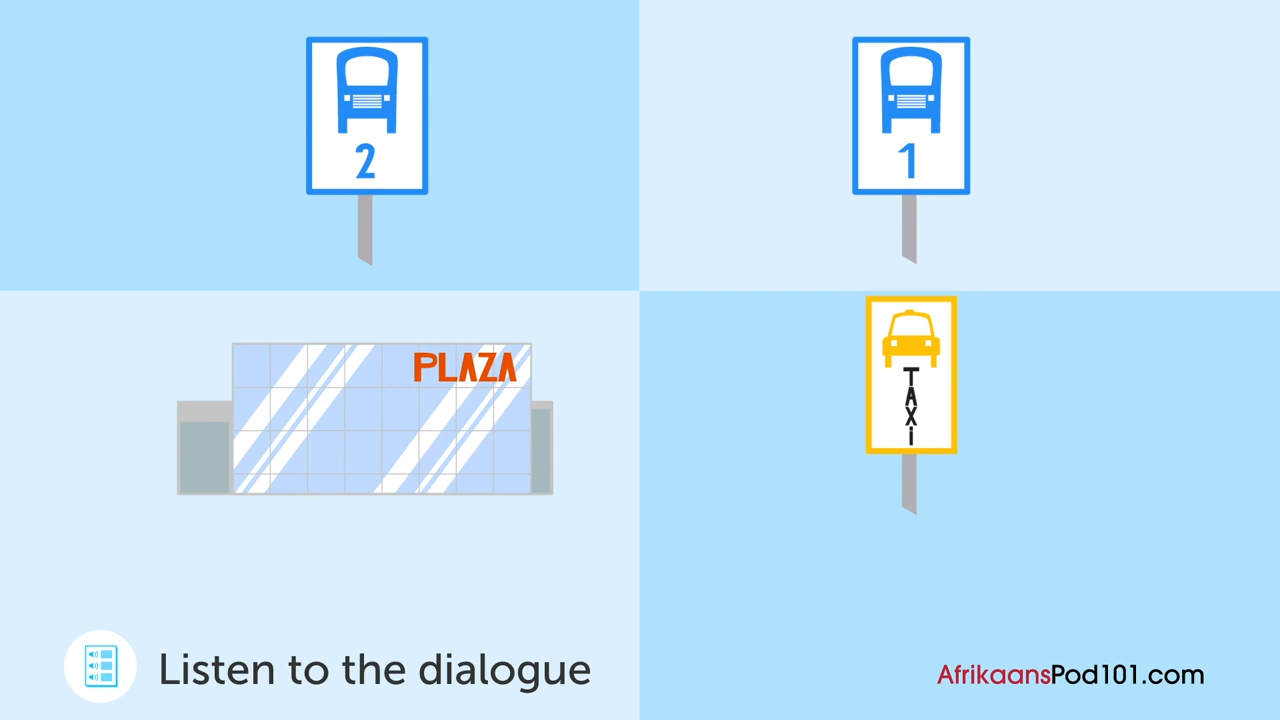 2
1
PLAZA
TAXi
Listen to the dialogue
AfrikaansPod101.com